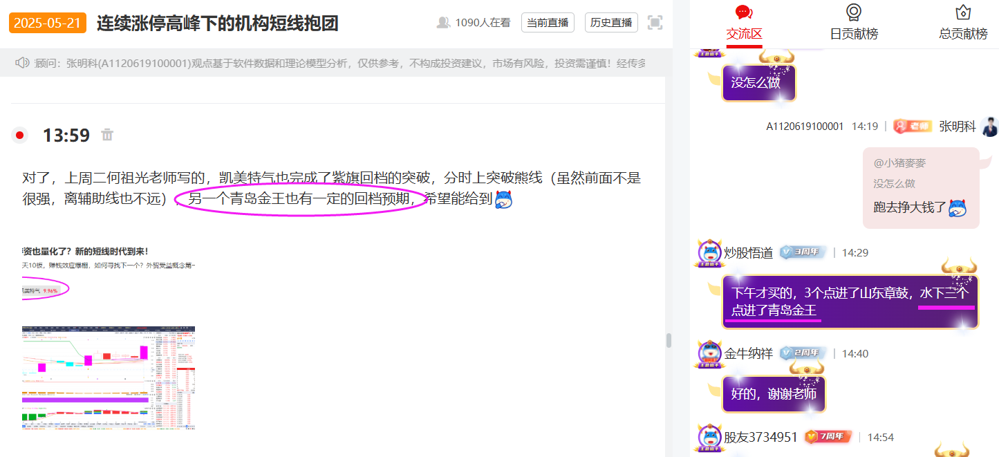 2025-05-21 连续涨停高峰下的机构短线抱团
1090人在看 当前直播 历史直播
顾问：张明科(A1120619100001)观点基于软件数据和理论模型分析，仅供参考，不构成投资建议，市场有风险，投资需谨慎！经传多
13:59
对了，上周二何祖光老师写的，凯美特气也完成了紫旗回档的突破，分时上突破熊线（虽然前面不是
很强，离辅助线也不远），另一个青岛金王也有一定的回档预期，希望能给到
资也量化了？新的短线时代到来！
天10板，赚钱效应爆棚，如何寻找下一个？外贸受益概念第一
凯美特气 9.96%
交流区 日贡献榜 总贡献榜
没怎么做
A1120619100001 14:19 老师 张明科
@小猪麥麥
没怎么做
跑去挣大钱了
炒股悟道 3周年 14:29
下午才买的，3个点进了山东章鼓，水下三个
点进了青岛金王
金牛纳祥 2周年 14:40
好的，谢谢老师
股友3734951 7周年 14:54